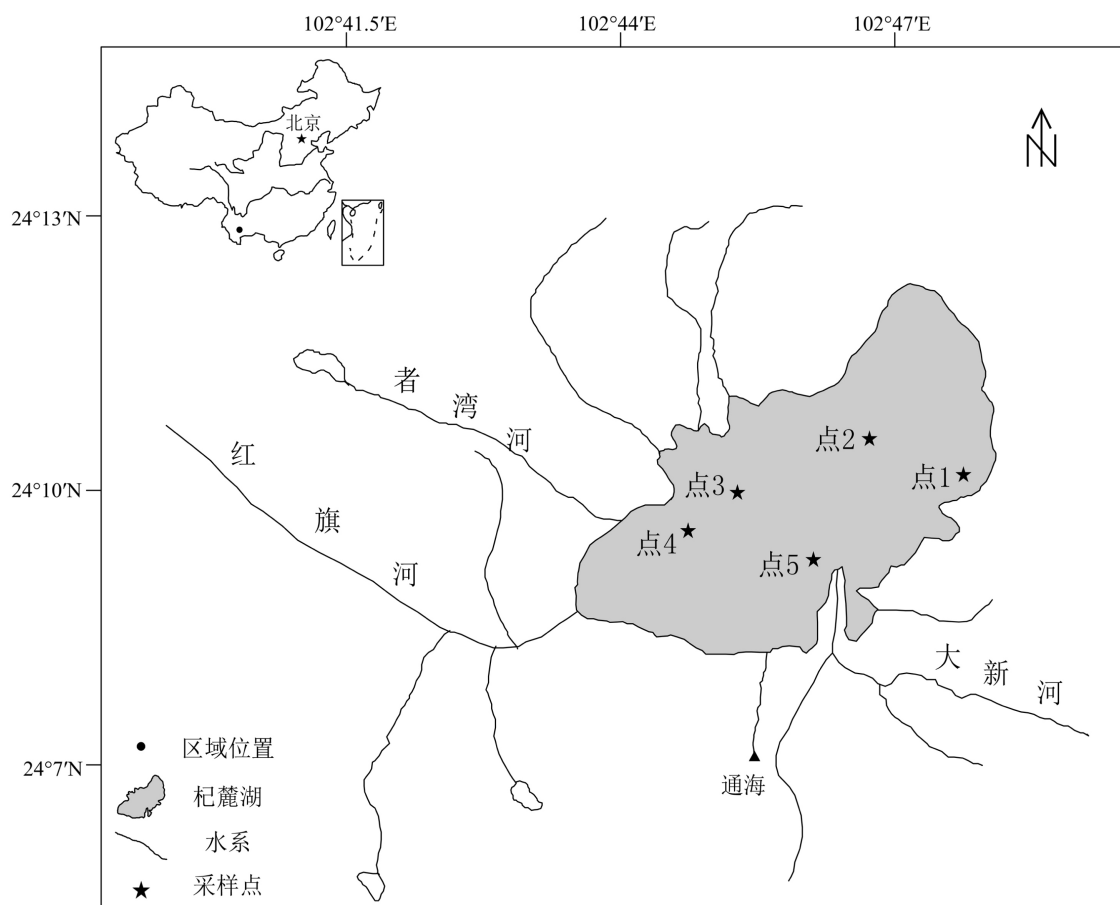 102°41.5′E
102°44′E
102°47′E
北京
N
24°13′N
者湾河
红旗河
点2
点1
点3
24°10′N
点4
点5
大新河
24°7′N
通海
区域位置
杞麓湖
水系
采样点